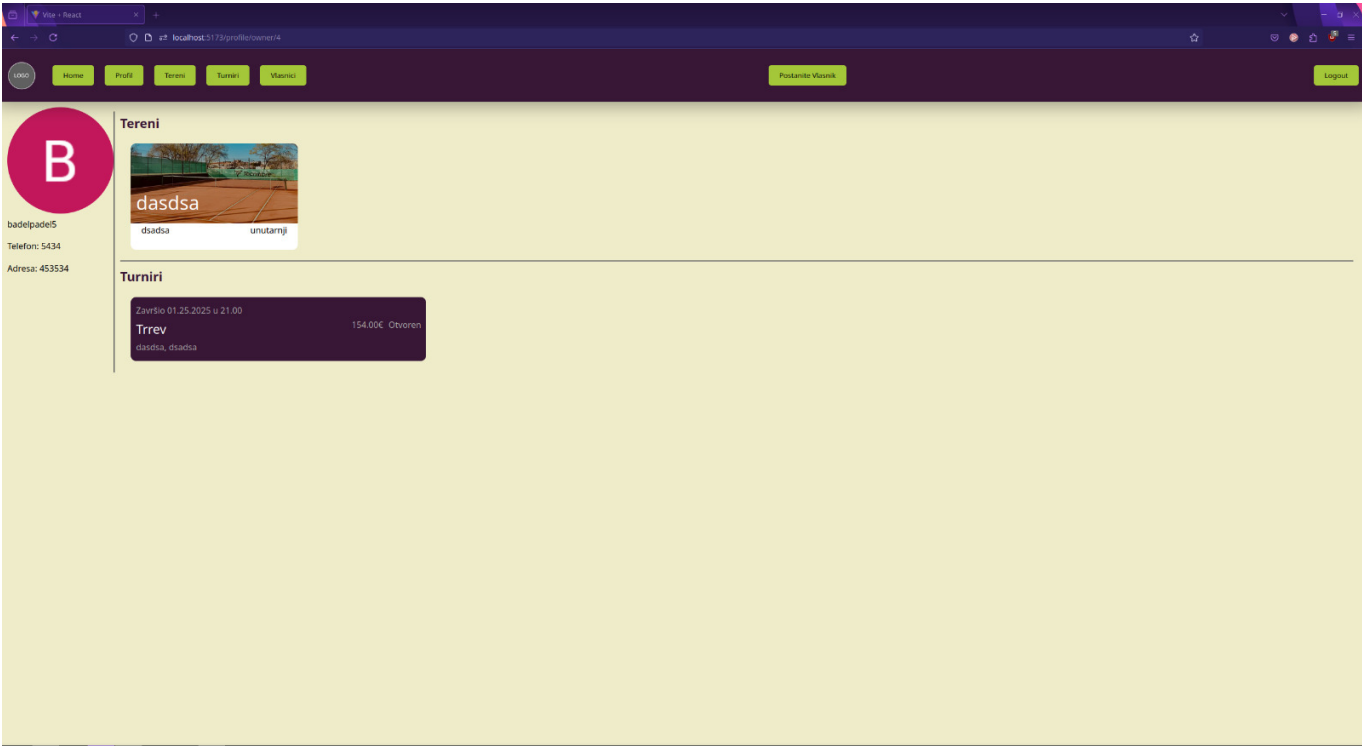 Vite + React
localhost:5173/profile/owner/4
LOGO
Home
Profil
Tereni
Turniri
Vlasnici
Postanite Vlasnik
Logout
B
badelpadel5
Telefon: 5434
Adresa: 453534
Tereni
dasdsa
dsadsa
unutarnji
Turniri
Završio 01.25.2025 u 21.00
Trrev
154.00€ Otvoren
dasdsa, dsadsa